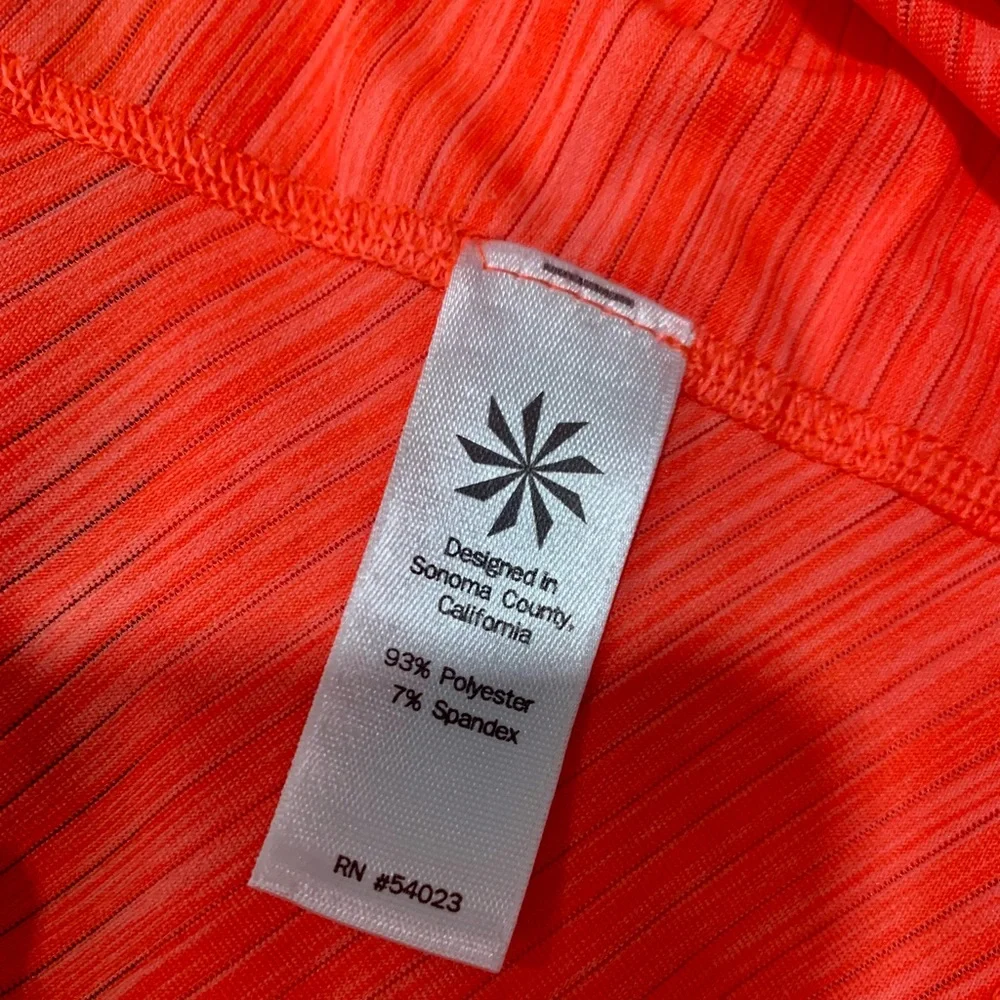 Designed in
Sonoma County,
California
93% Polyester
7% Spandex
RN #54023